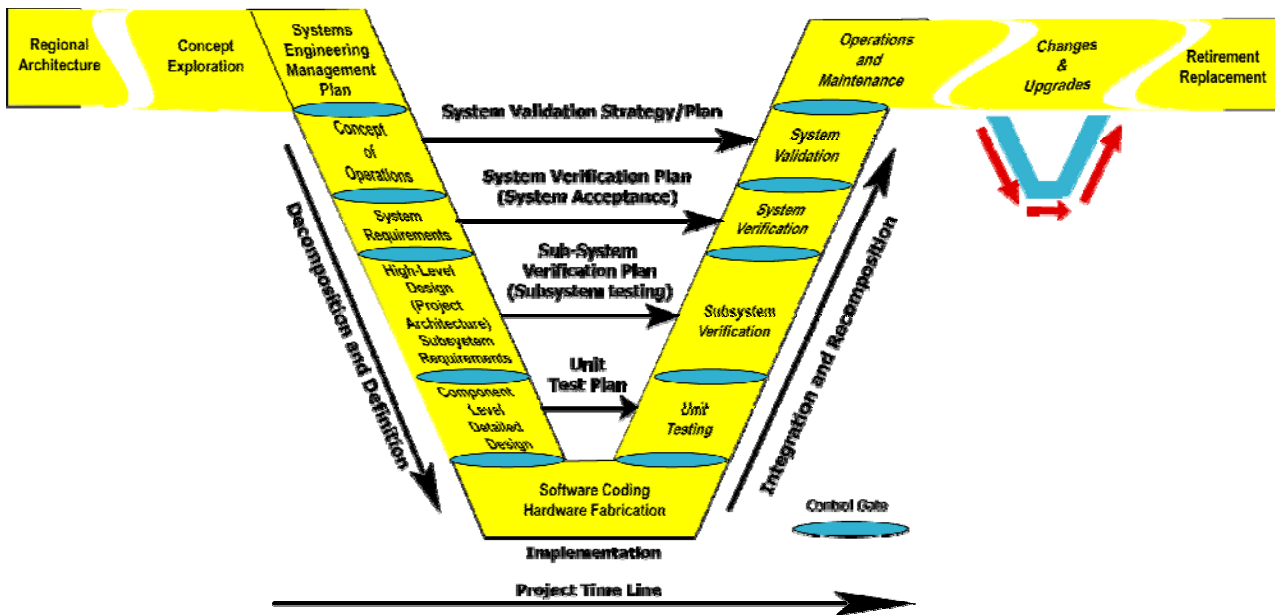 Regional
Architecture
Concept
Exploration
Systems
Engineering
Management
Plan
Concept
of
Operations
System
Requirements
High-Level
Design
(Project
Architecture)
Subsystem
Requirements
Component
Level
Detailed
Design
Decomposition and Definition
System Validation Strategy/Plan
System Verification Plan
(System Acceptance)
Sub-System
Verification Plan
(Subsystem testing)
Unit
Test Plan
Software Coding
Hardware Fabrication
Implementation
Project Time Line
Unit
Testing
Subsystem
Verification
System
Verification
System
Validation
Operations
and
Maintenance
Integration and Recomposition
Changes
&
Upgrades
Retirement
Replacement
Control Gate